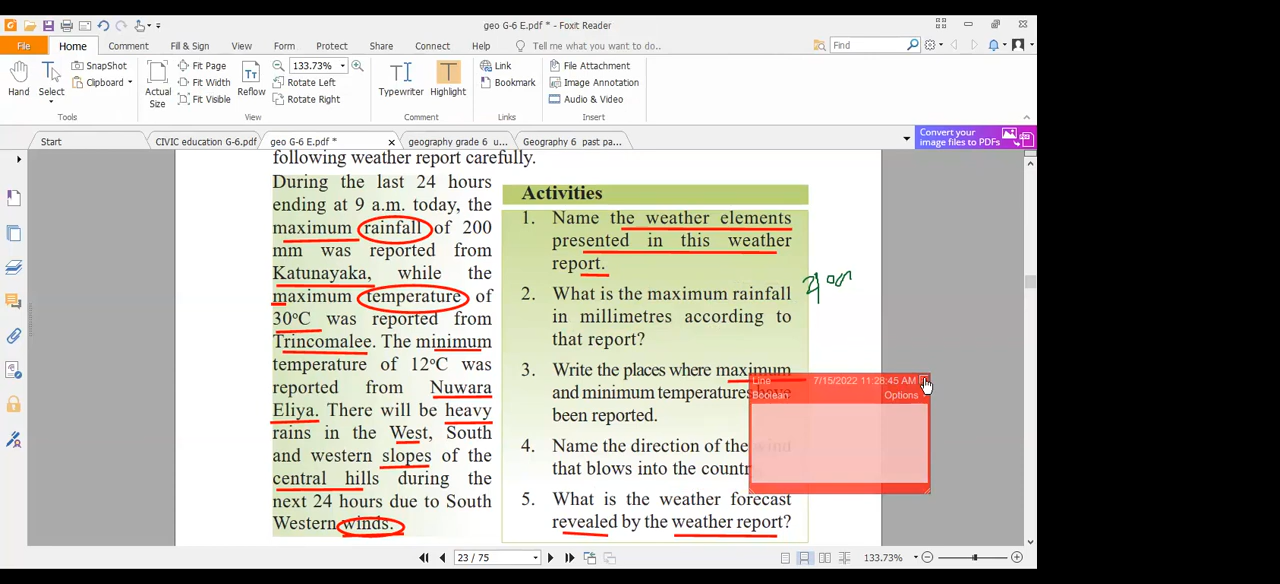 geo G-6 E.pdf * - Foxit Reader
File Home Comment Fill & Sign View Form Protect Share Connect Help Tell me what you want to do.. Find
Hand
Select
SnapShot
Clipboard
Tools
Actual Size
Fit Page
Fit Width
Fit Visible
Reflow
133.73%
Rotate Left
Rotate Right
View
Typewriter
Highlight
Comment
Link
Bookmark
Links
File Attachment
Image Annotation
Audio & Video
Insert
Start CIVIC education G-6.pdf geo G-6 E.pdf * geography grade 6 u... Geography 6 past pa...
Convert your
image files to PDFs
following weather report carefully.
During the last 24 hours
ending at 9 a.m. today, the
maximum rainfall of 200
mm was reported from
Katunayaka, while the
maximum temperature of
30°C was reported from
Trincomalee. The minimum
temperature of 12°C was
reported from Nuwara
Eliya. There will be heavy
rains in the West, South
and western slopes of the
central hills during the
next 24 hours due to South
Western winds.
Activities
1. Name the weather elements
presented in this weather
report.
2. What is the maximum rainfall
in millimetres according to
that report?
3. Write the places where maximum
and minimum temperatures have
been reported.
4. Name the direction of the wind
that blows into the countr
5. What is the weather forecast
revealed by the weather report?
Line 7/15/2022 11:28:45 AM
Boolean Options
23 / 75
133.73%